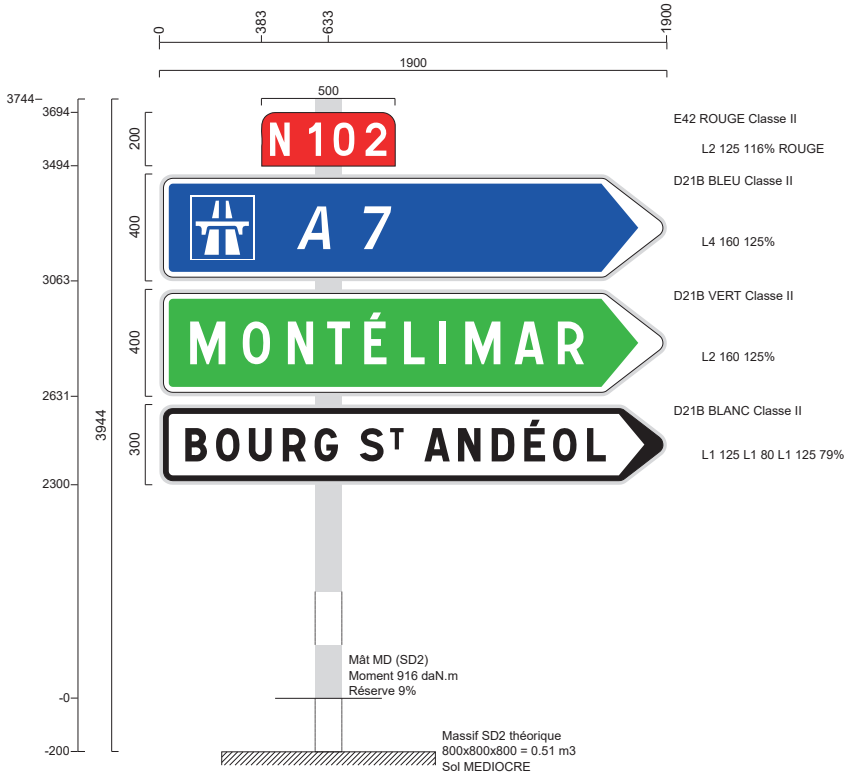 0
383
633
1900
1900
3744
500
3694
E42 ROUGE Classe II
200
N 102
L2 125 116% ROUGE
3494
D21B BLEU Classe II
400
A 7
L4 160 125%
3063
D21B VERT Classe II
400
MONTÉLIMAR
L2 160 125%
2631
D21B BLANC Classe II
3944
300
BOURG ST ANDÉOL
L1 125 L1 80 L1 125 79%
2300
Mât MD (SD2)
Moment 916 daN.m
Réserve 9%
-0
Massif SD2 théorique
-200
800x800x800 = 0.51 m3
Sol MEDIOCRE